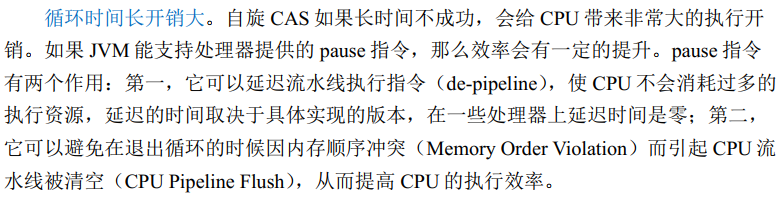 循环时间长开销大。自旋 CAS 如果长时间不成功，会给 CPU 带来非常大的执行开
销。如果 JVM 能支持处理器提供的 pause 指令，那么效率会有一定的提升。pause 指令
有两个作用：第一，它可以延迟流水线执行指令（de-pipeline），使 CPU 不会消耗过多的
执行资源，延迟的时间取决于具体实现的版本，在一些处理器上延迟时间是零；第二，
它可以避免在退出循环的时候因内存顺序冲突（Memory Order Violation）而引起 CPU 流
水线被清空（CPU Pipeline Flush），从而提高 CPU 的执行效率。